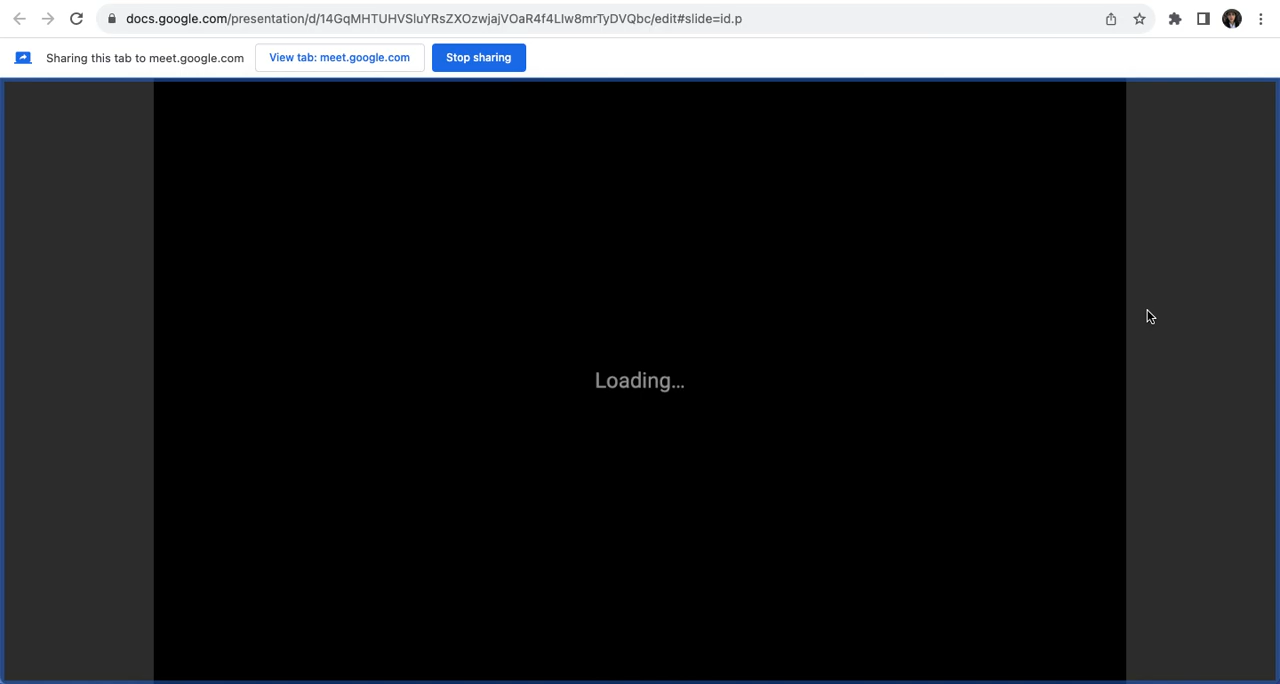 docs.google.com/presentation/d/14GqMHTUHVSluYRsZXOzwjajVOaR4f4LIw8mrTyDVQbc/edit#slide=id.p
Sharing this tab to meet.google.com
View tab: meet.google.com
Stop sharing
Loading...